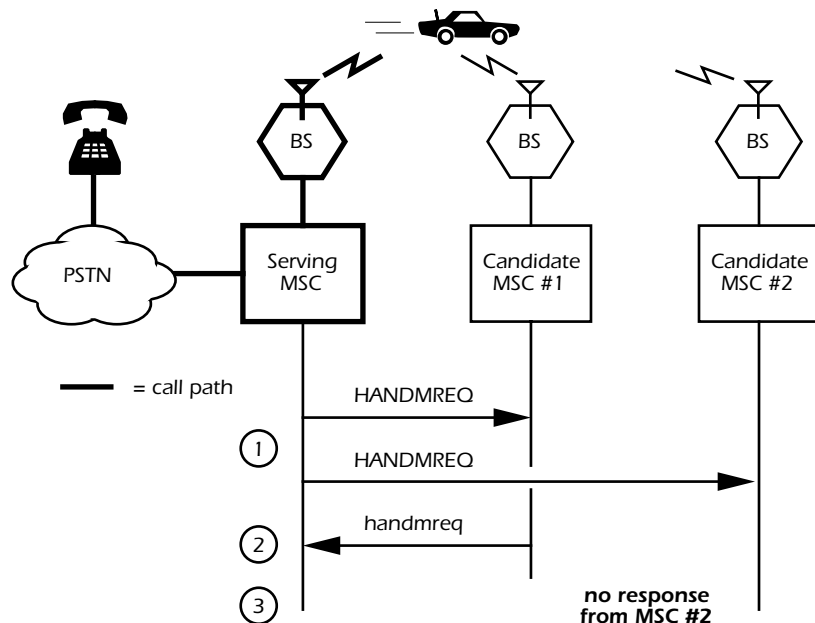 BS
BS
BS
PSTN
Serving
MSC
Candidate
MSC #1
Candidate
MSC #2
= call path
HANDMREQ
1
HANDMREQ
handmreq
2
3
no response
from MSC #2